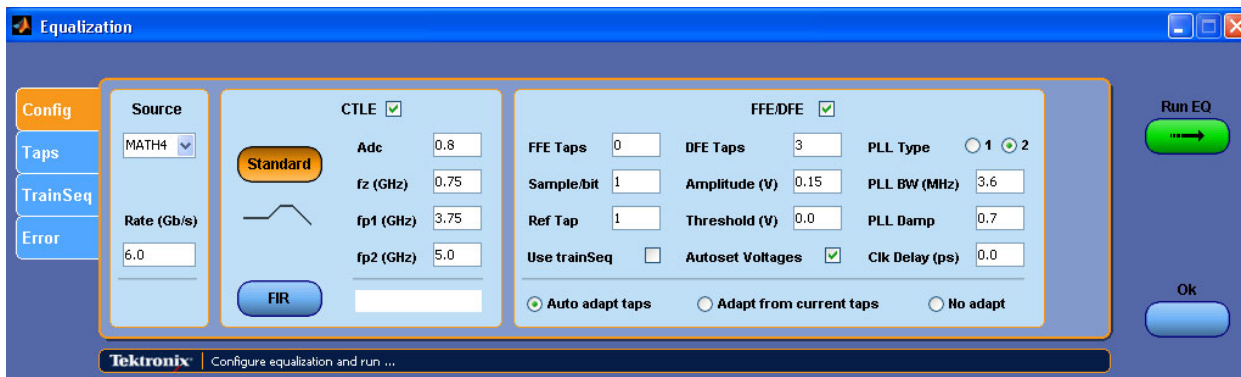 Equalization
Config
Taps
TrainSeq
Error
Source
MATH4
Rate (Gb/s)
6.0
CTLE
Standard
FIR
Adc 0.8
fz (GHz) 0.75
fp1 (GHz) 3.75
fp2 (GHz) 5.0
FFE/DFE
FFE Taps 0 DFE Taps 3 PLL Type 1 2
Sample/bit 1 Amplitude (V) 0.15 PLL BW (MHz) 3.6
Ref Tap 1 Threshold (V) 0.0 PLL Damp 0.7
Use trainSeq Autoset Voltages Clk Delay (ps) 0.0
Auto adapt taps Adapt from current taps No adapt
Run EQ
Ok
Tektronix Configure equalization and run ...